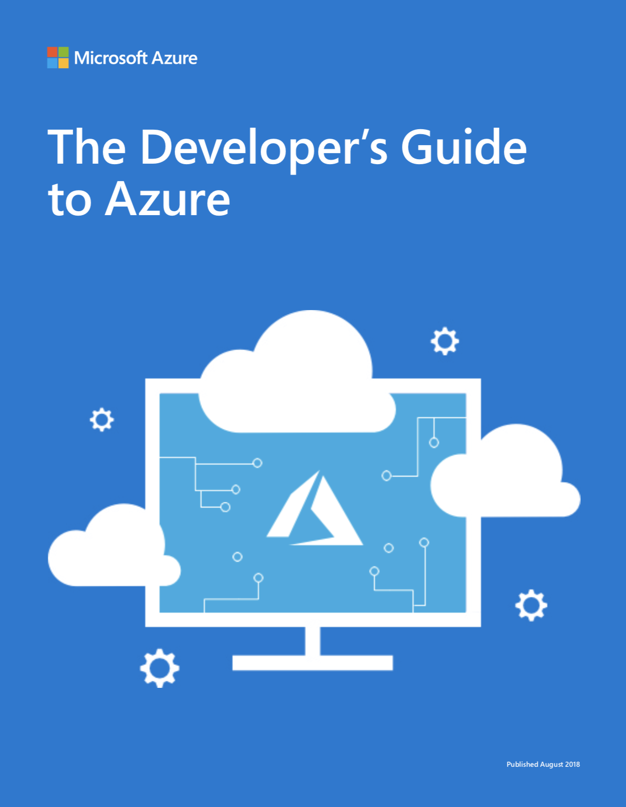 Microsoft Azure
The Developer’s Guide
to Azure
Published August 2018